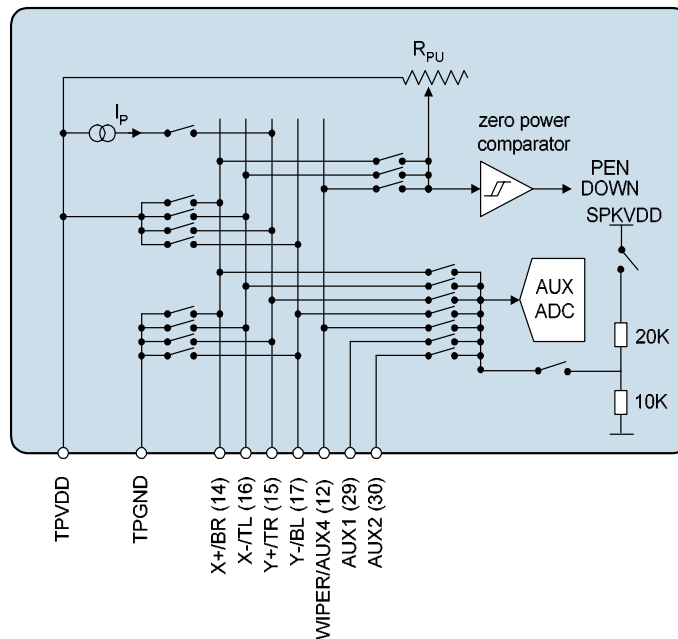 RPU
IP
zero power
comparator
PEN
DOWN
SPKVDD
AUX
ADC
20K
10K
TPVDD
TPGND
X+/BR (14)
X-/TL (16)
Y+/TR (15)
Y-/BL (17)
WIPER/AUX4 (12)
AUX1 (29)
AUX2 (30)